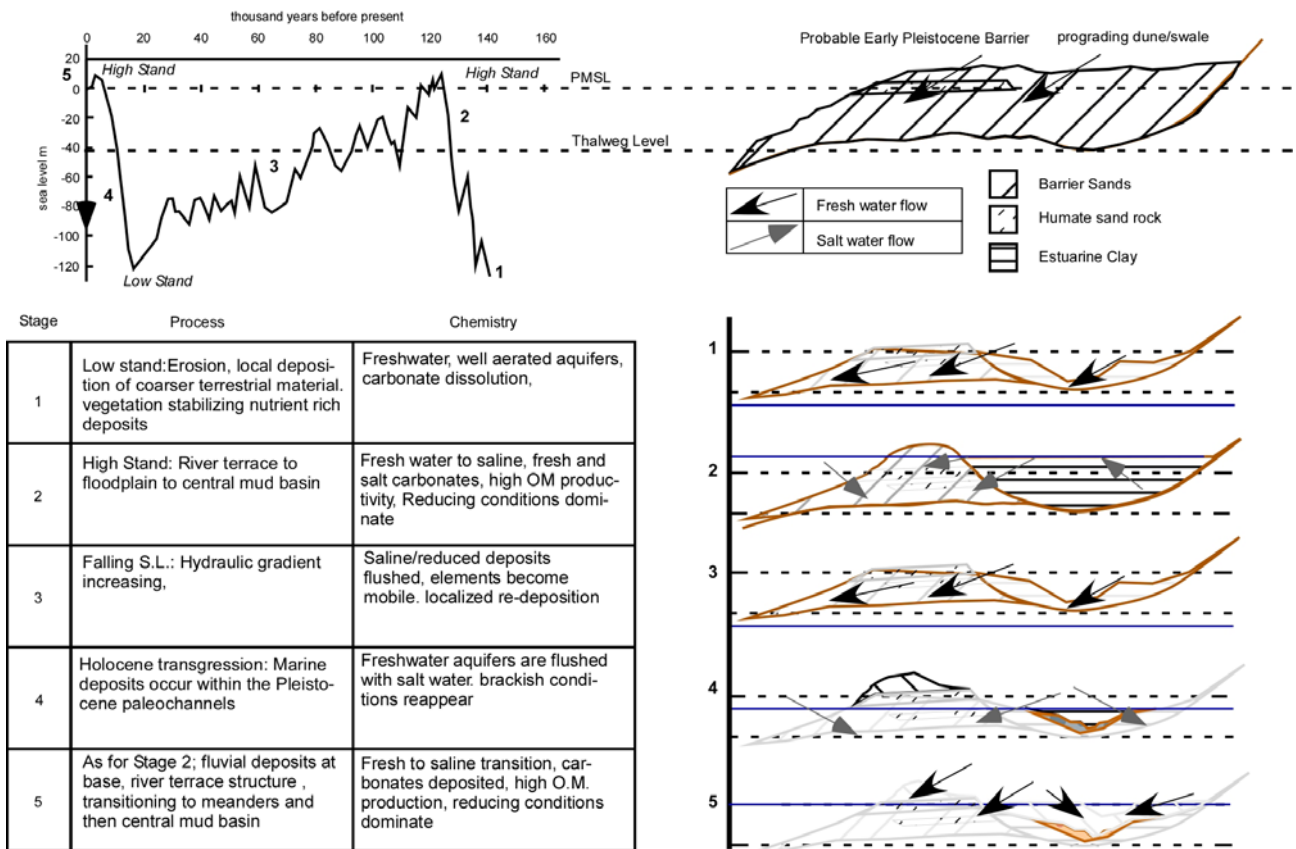 thousand years before present
0 20 40 60 80 100 120 140 160
20
0
-20
-40
-60
-80
-100
-120
sea level m
5
High Stand
High Stand
2
3
4
1
Low Stand
PMSL
Thalweg Level
Probable Early Pleistocene Barrier
prograding dune/swale
Fresh water flow
Salt water flow
Barrier Sands
Humate sand rock
Estuarine Clay
Stage Process Chemistry
1
Low stand:Erosion, local deposi-
tion of coarser terrestrial material.
vegetation stabilizing nutrient rich
deposits
Freshwater, well aerated aquifers,
carbonate dissolution,
2
High Stand: River terrace to
floodplain to central mud basin
Fresh water to saline, fresh and
salt carbonates, high OM produc-
tivity, Reducing conditions domi-
nate
3
Falling S.L.: Hydraulic gradient
increasing,
Saline/reduced deposits
flushed, elements become
mobile. localized re-deposition
4
Holocene transgression: Marine
deposits occur within the Pleisto-
cene paleochannels
Freshwater aquifers are flushed
with salt water. brackish condi-
tions reappear
5
As for Stage 2; fluvial deposits at
base, river terrace structure ,
transitioning to meanders and
then central mud basin
Fresh to saline transition, car-
bonates deposited, high O.M.
production, reducing conditions
dominate
1
2
3
4
5